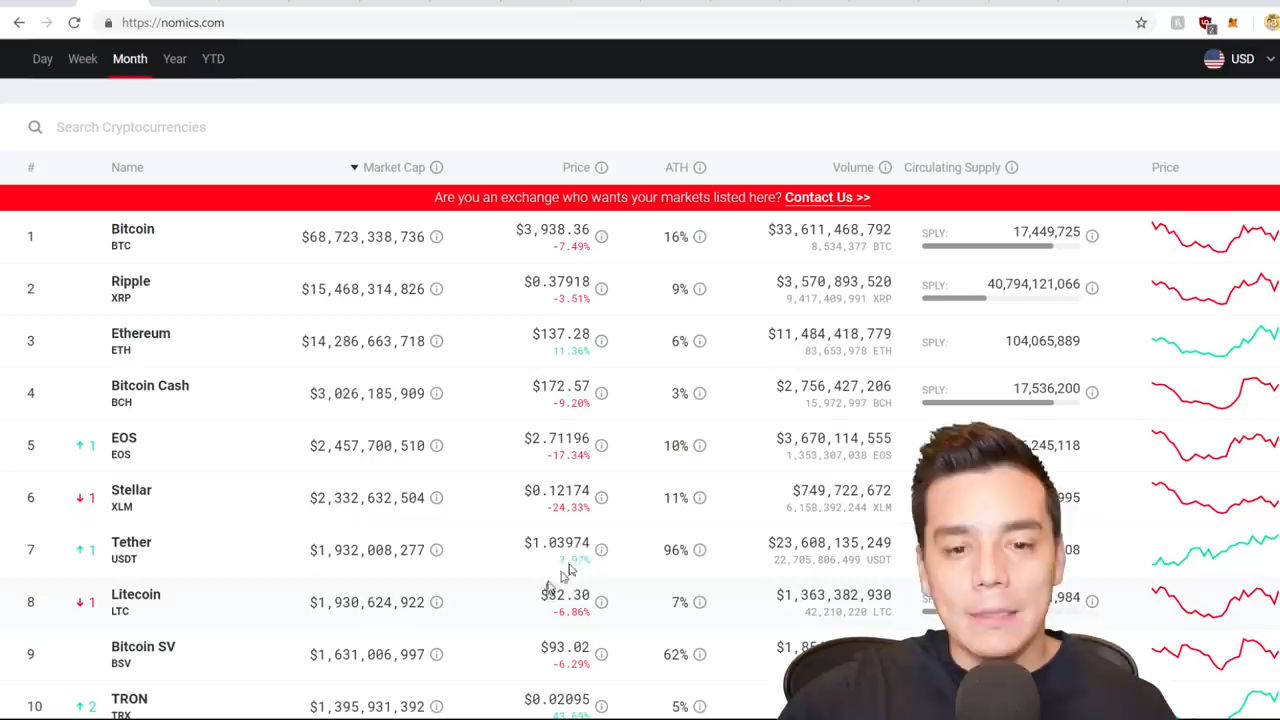 https://nomics.com
2
Day Week Month Year YTD USD
Search Cryptocurrencies
# Name Market Cap Price ATH Volume Circulating Supply Price
Are you an exchange who wants your markets listed here? Contact Us >>
1 Bitcoin $68,723,338,736 $3,938.36 16% $33,611,468,792 SPLY: 17,449,725
BTC -7.49% 8,534,377 BTC
2 Ripple $15,468,314,826 $0.37918 9% $3,570,893,520 SPLY: 40,794,121,066
XRP -3.51% 9,417,409,991 XRP
3 Ethereum $14,286,663,718 $137.28 6% $11,484,418,779 SPLY: 104,065,889
ETH 11.36% 83,653,978 ETH
4 Bitcoin Cash $3,026,185,909 $172.57 3% $2,756,427,206 SPLY: 17,536,200
BCH -9.20% 15,972,997 BCH
5 1 EOS $2,457,700,510 $2.71196 10% $3,670,114,555 245,118
EOS -17.34% 1,353,307,038 EOS
6 1 Stellar $2,332,632,504 $0.12174 11% $749,722,672 995
XLM -24.33% 6,158,392,244 XLM
7 1 Tether $1,932,008,277 $1.03974 96% $23,608,135,249 08
USDT 22,705,806,499 USDT
8 1 Litecoin $1,930,624,922 7% $1,363,382,930 984
LTC -6.86% 42,210,220 LTC
9 Bitcoin SV $1,631,006,997 $93.02 62%
BSV -6.29%
10 2 TRON $1,395,931,392 $0.02095 5%
TRX 43.69%